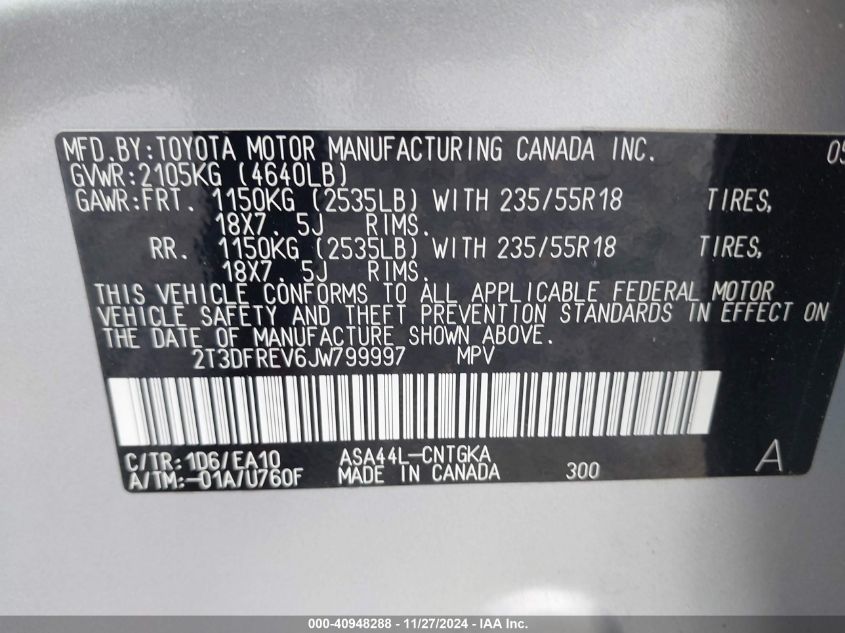 MFD.BY:TOYOTA MOTOR MANUFACTURING CANADA INC. 05
GVWR:2105KG (4640LB)
GAWR:FRT. 1150KG (2535LB) WITH 235/55R18 TIRES,
18X7.5J RIMS.
RR. 1150KG (2535LB) WITH 235/55R18 TIRES,
18X7.5J RIMS.
THIS VEHICLE CONFORMS TO ALL APPLICABLE FEDERAL MOTOR
VEHICLE SAFETY AND THEFT PREVENTION STANDARDS IN EFFECT ON
THE DATE OF MANUFACTURE SHOWN ABOVE.
2T3DFREV6JW799997 MPV
C/TR:1D6/EA10 ASA44L-CNTGKA
A/TM:-01A/U760F MADE IN CANADA 300 A
000-40948288 - 11/27/2024 - IAA Inc.